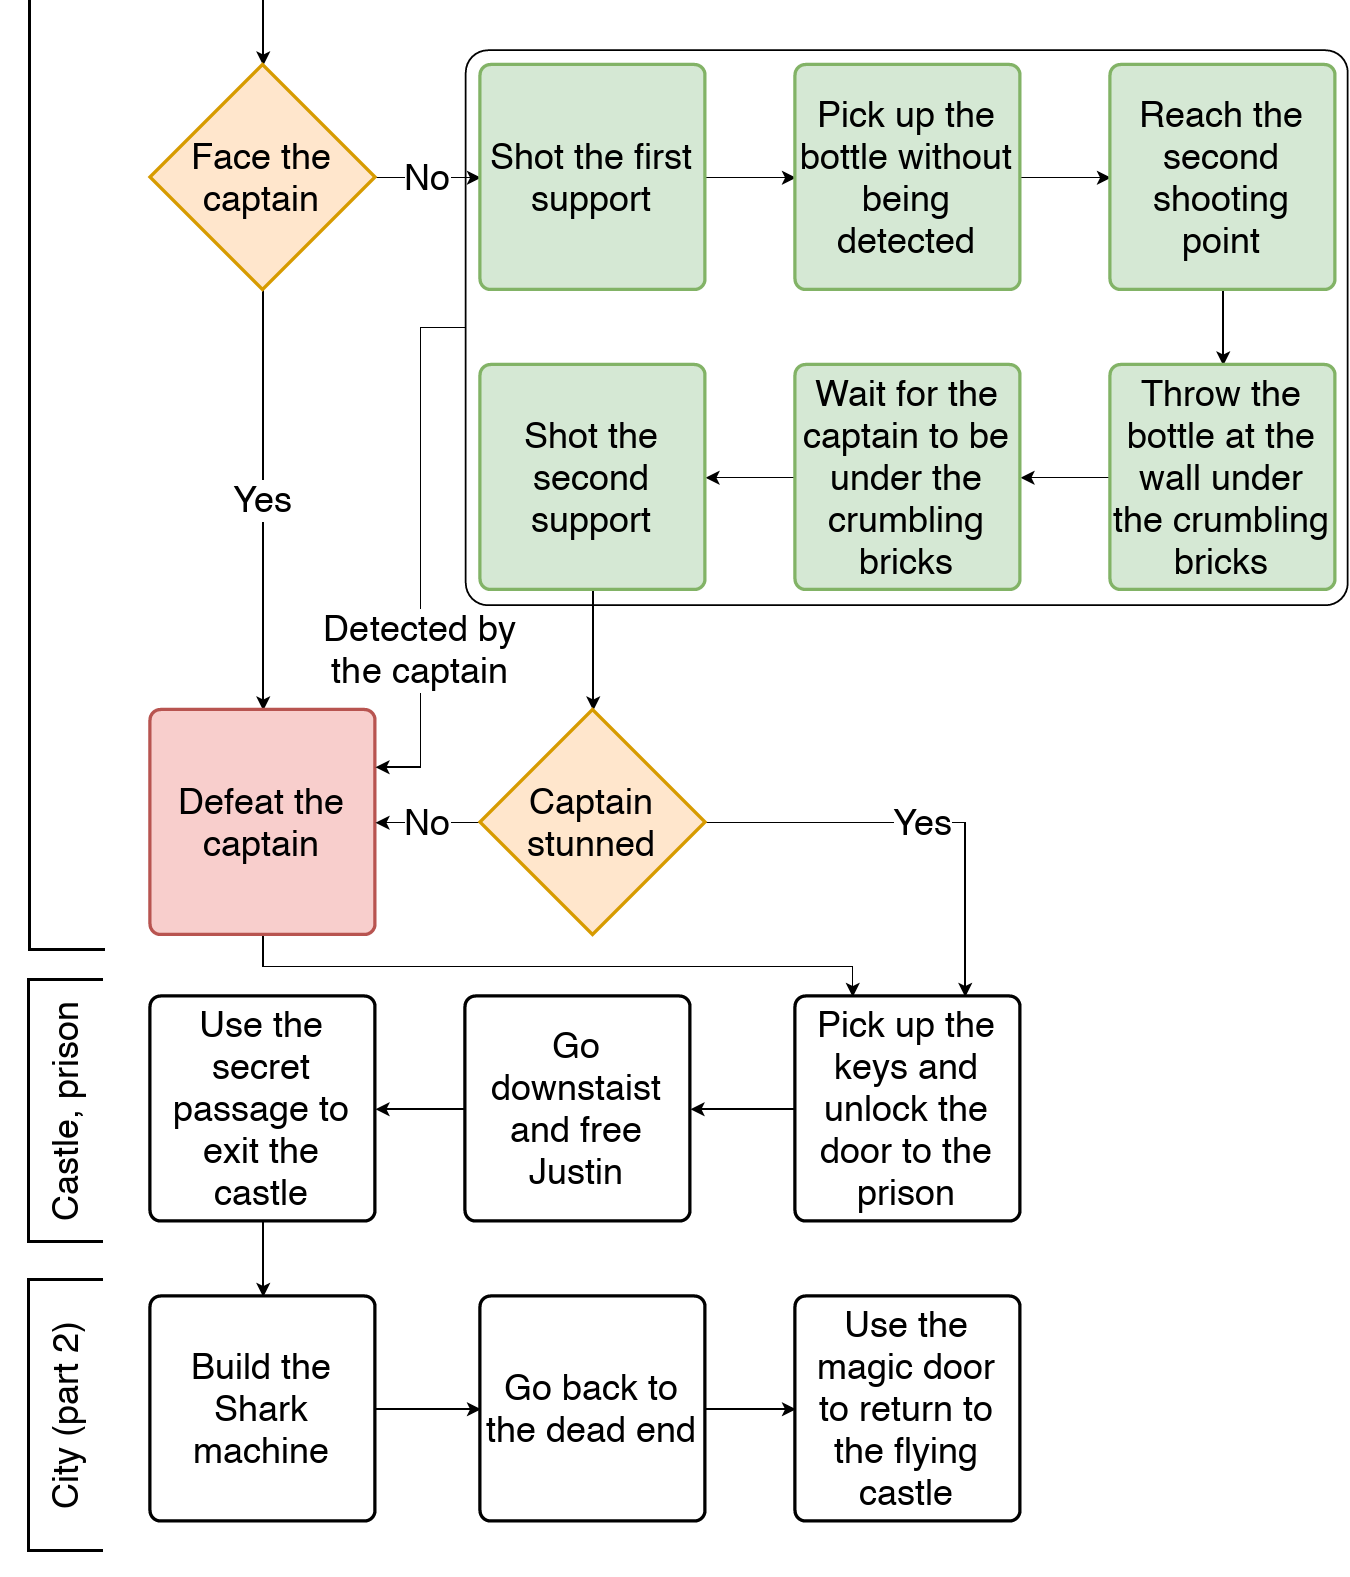 Face the
captain
No
Shot the first
support
Pick up the
bottle without
being
detected
Reach the
second
shooting
point
Throw the
bottle at the
wall under
the crumbling
bricks
Wait for the
captain to be
under the
crumbling
bricks
Shot the
second
support
Yes
Detected by
the captain
Defeat the
captain
No
Captain
stunned
Yes
Castle, prison
Pick up the
keys and
unlock the
door to the
prison
Go
downstaist
and free
Justin
Use the
secret
passage to
exit the
castle
City (part 2)
Build the
Shark
machine
Go back to
the dead end
Use the
magic door
to return to
the flying
castle